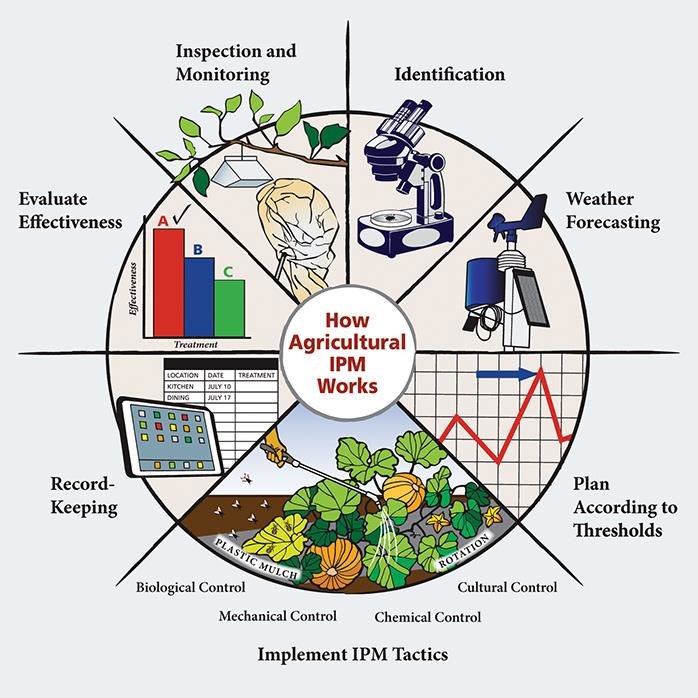 Inspection and
Monitoring
Identification
Evaluate
Effectiveness
Weather
Forecasting
A
B
C
Effectiveness
Treatment
How
Agricultural
IPM
Works
LOCATION DATE TREATMENT
KITCHEN JULY 10
DINING JULY 17
Record-
Keeping
Plan
According to
Thresholds
PLASTIC MULCH
ROTATION
Biological Control
Cultural Control
Mechanical Control
Chemical Control
Implement IPM Tactics